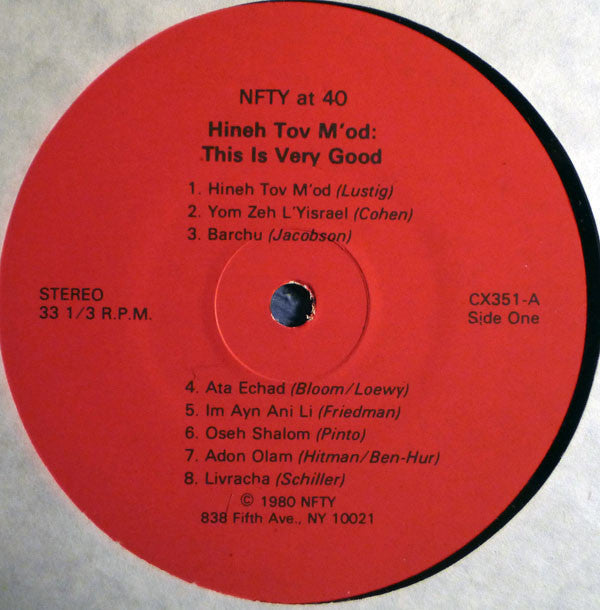 NFTY at 40
Hineh Tov M'od:
This Is Very Good
1. Hineh Tov M'od (Lustig)
2. Yom Zeh L'Yisrael (Cohen)
3. Barchu (Jacobson)
STEREO
33 1/3 R.P.M.
CX351-A
Side One
4. Ata Echad (Bloom/Loewy)
5. Im Ayn Ani Li (Friedman)
6. Oseh Shalom (Pinto)
7. Adon Olam (Hitman/Ben-Hur)
8. Livracha (Schiller)
© 1980 NFTY
838 Fifth Ave., NY 10021